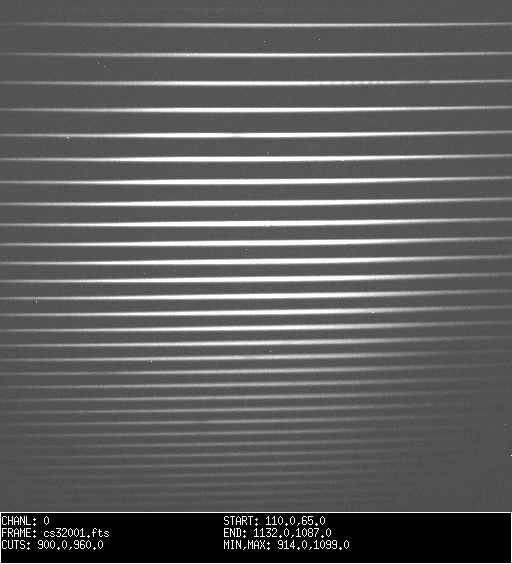 CHANL: 0
FRAME: cs32001.fts
CUTS: 900.0,960.0
START: 110.0,65.0
END: 1132.0,1087.0
MIN,MAX: 914.0,1099.0